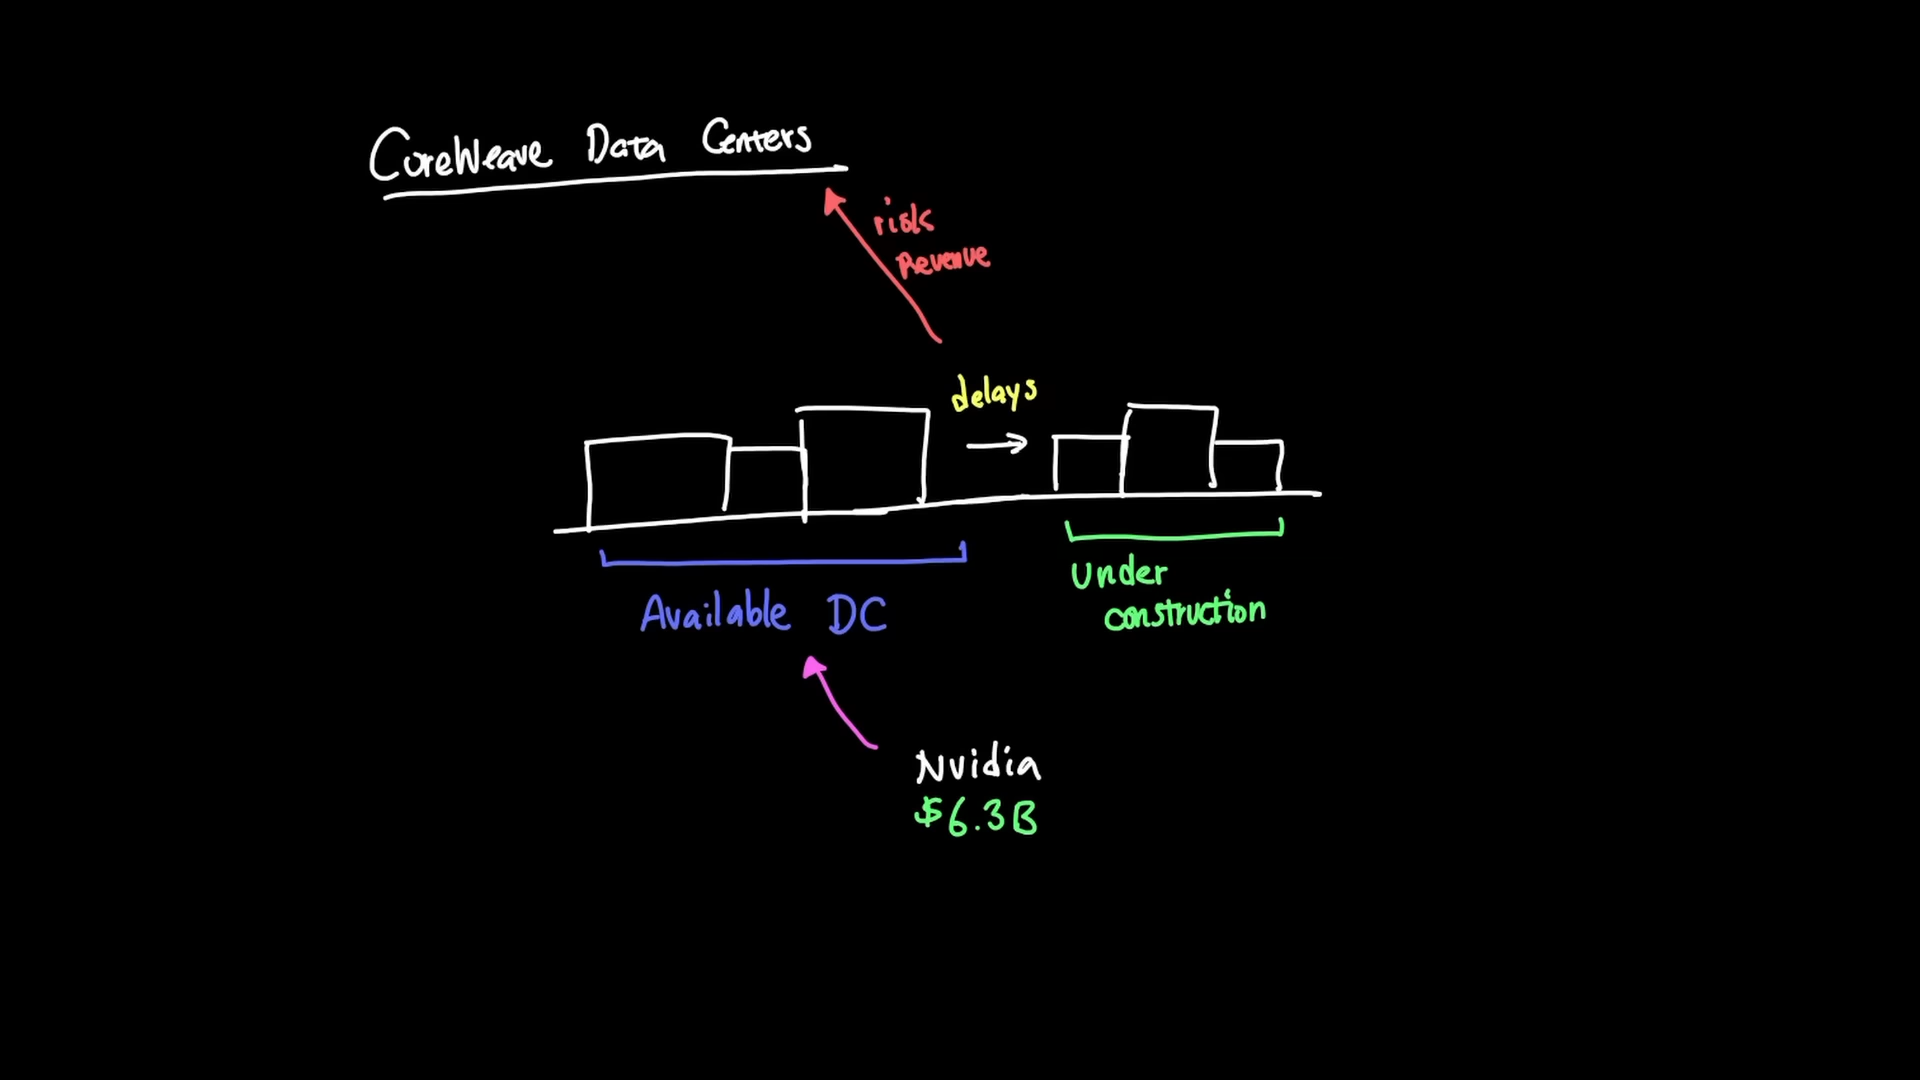 CoreWeave Data Centers
risk
Revenue
delays
Available DC
Under
construction
Nvidia
$6.3B